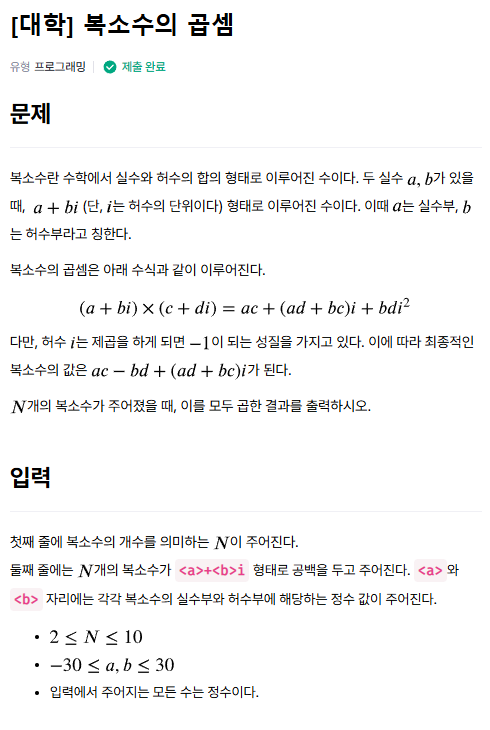 [대학] 복소수의 곱셈
유형 프로그래밍 제출 완료
문제
복소수란 수학에서 실수와 허수의 합의 형태로 이루어진 수이다. 두 실수 a, b가 있을
때, a + bi (단, i는 허수의 단위이다) 형태로 이루어진 수이다. 이때 a는 실수부, b
는 허수부라고 칭한다.
복소수의 곱셈은 아래 수식과 같이 이루어진다.
(a + bi) × (c + di) = ac + (ad + bc)i + bdi²
다만, 허수 i는 제곱을 하게 되면 −1이 되는 성질을 가지고 있다. 이에 따라 최종적인
복소수의 값은 ac − bd + (ad + bc)i가 된다.
N개의 복소수가 주어졌을 때, 이를 모두 곱한 결과를 출력하시오.
입력
첫째 줄에 복소수의 개수를 의미하는 N이 주어진다.
둘째 줄에는 N개의 복소수가 <a>+<b>i 형태로 공백을 두고 주어진다. <a>와
<b> 자리에는 각각 복소수의 실수부와 허수부에 해당하는 정수 값이 주어진다.
• 2 ≤ N ≤ 10
• −30 ≤ a, b ≤ 30
• 입력에서 주어지는 모든 수는 정수이다.